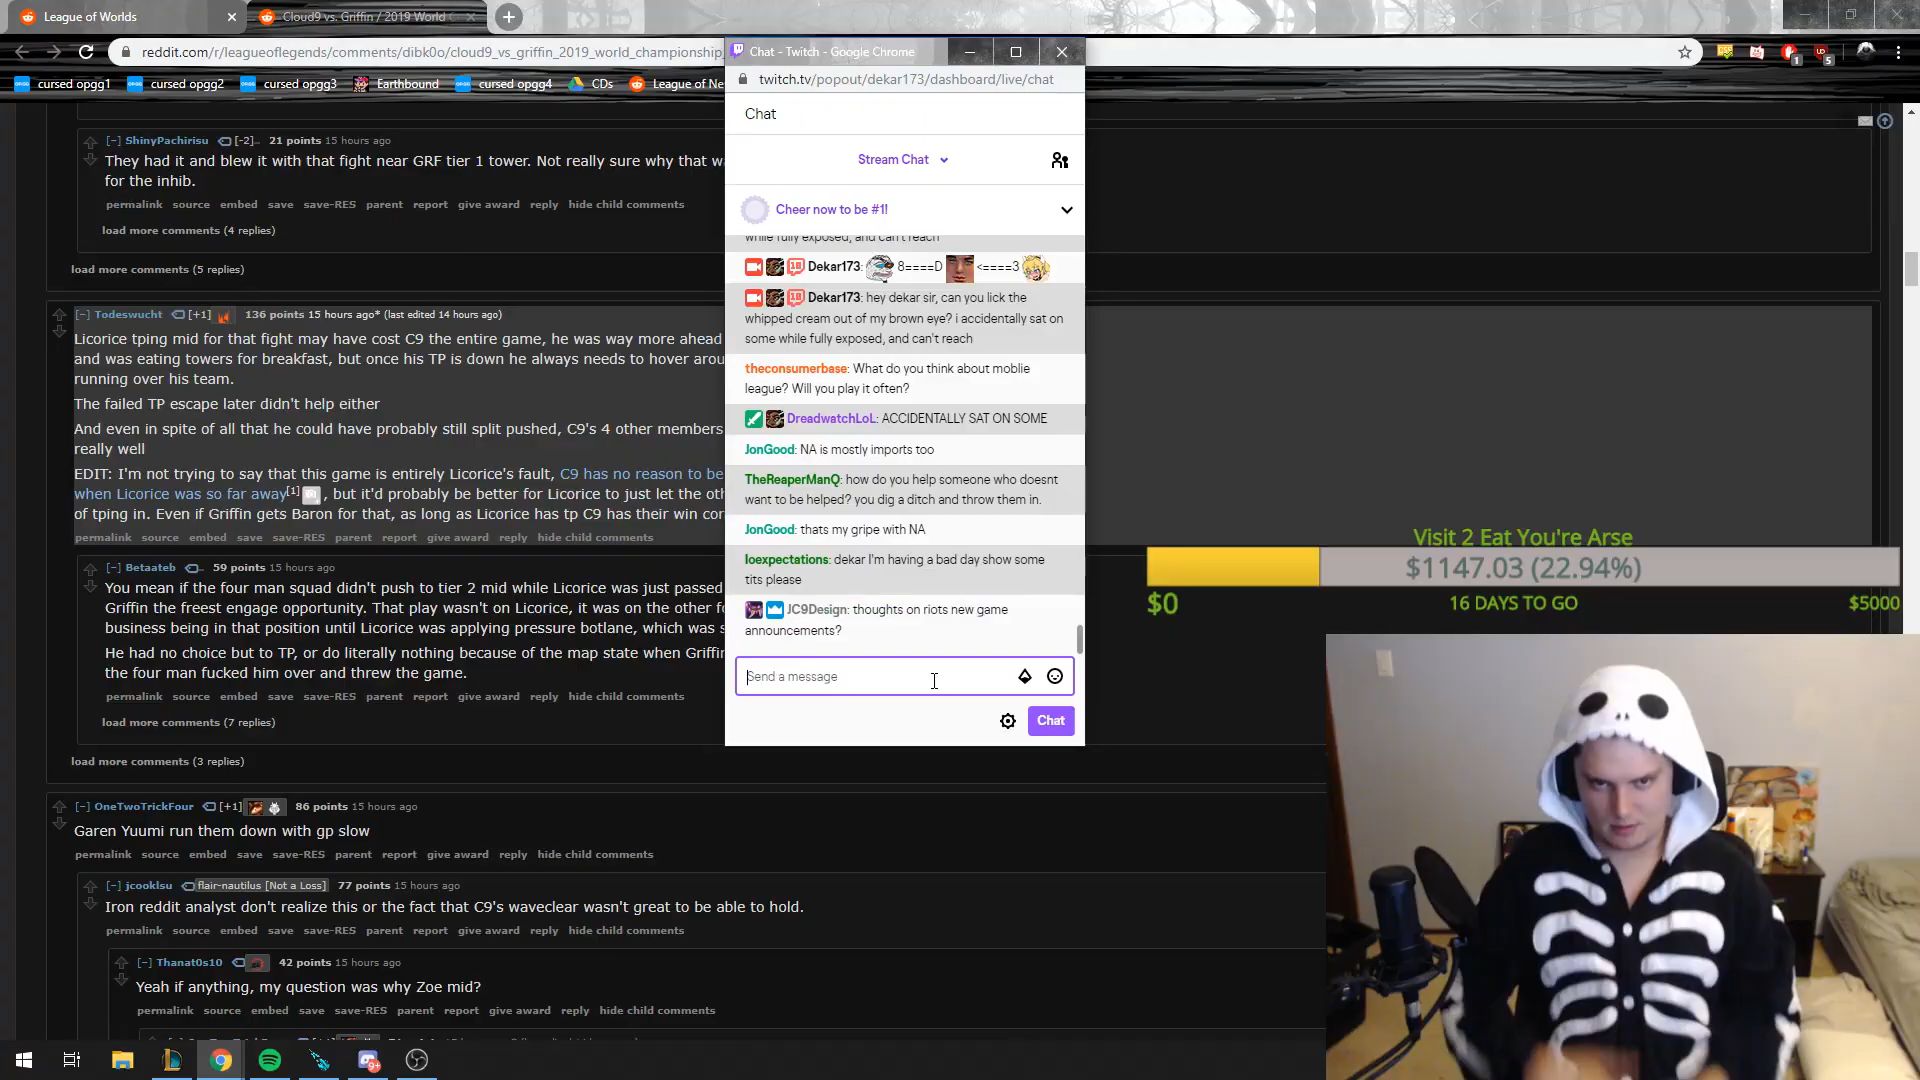 League of Worlds
Cloud9 vs. Griffin / 2019 World C
reddit.com/r/leagueoflegends/comments/dibk0o/cloud9_vs_griffin_2019_world_championship_
cursed opgg1
cursed opgg2
cursed opgg3
Earthbound
cursed opgg4
CDs
League of Ne
[-] ShinyPachirisu [-2] 21 points 15 hours ago
They had it and blew it with that fight near GRF tier 1 tower. Not really sure why that w
for the inhib.
permalink source embed save save-RES parent report give award reply hide child comments
load more comments (4 replies)
load more comments (5 replies)
[-] Todeswucht [+1] 136 points 15 hours ago* (last edited 14 hours ago)
Licorice tping mid for that fight may have cost C9 the entire game, he was way more ahead
and was eating towers for breakfast, but once his TP is down he always needs to hover arou
running over his team.
The failed TP escape later didn't help either
And even in spite of all that he could have probably still split pushed, C9's 4 other members
really well
EDIT: I'm not trying to say that this game is entirely Licorice's fault, C9 has no reason to be
when Licorice was so far away[1], but it'd probably be better for Licorice to just let the oth
of tping in. Even if Griffin gets Baron for that, as long as Licorice has tp C9 has their win cor
permalink source embed save save-RES report give award reply hide child comments
[-] Betaateb 59 points 15 hours ago
You mean if the four man squad didn't push to tier 2 mid while Licorice was just passed
Griffin the freest engage opportunity. That play wasn't on Licorice, it was on the other f
business being in that position until Licorice was applying pressure botlane, which was s
He had no choice but to TP, or do literally nothing because of the map state when Griffin
the four man fucked him over and threw the game.
permalink source embed save save-RES parent report give award reply hide child comments
load more comments (7 replies)
load more comments (3 replies)
[-] OneTwoTrickFour [+1] 86 points 15 hours ago
Garen Yuumi run them down with gp slow
permalink source embed save save-RES parent report give award reply hide child comments
[-] jcooklsu flair-nautilus [Not a Loss] 77 points 15 hours ago
Iron reddit analyst don't realize this or the fact that C9's waveclear wasn't great to be able to hold.
permalink source embed save save-RES parent report give award reply hide child comments
[-] Thanat0s10 42 points 15 hours ago
Yeah if anything, my question was why Zoe mid?
permalink source embed save save-RES parent report give award reply hide child comments
Chat - Twitch - Google Chrome
twitch.tv/popout/dekar173/dashboard/live/chat
Chat
Stream Chat
Cheer now to be #1!
while fully exposed, and can't reach
Dekar173: 8====D <====3
Dekar173: hey dekar sir, can you lick the
whipped cream out of my brown eye? i accidentally sat on
some while fully exposed, and can't reach
theconsumerbase: What do you think about moblie
league? Will you play it often?
DreadwatchLoL: ACCIDENTALLY SAT ON SOME
JonGood: NA is mostly imports too
TheReaperManQ: how do you help someone who doesnt
want to be helped? you dig a ditch and throw them in.
JonGood: thats my gripe with NA
loexpectations: dekar I'm having a bad day show some
tits please
JC9Design: thoughts on riots new game
announcements?
Send a message
Chat
Visit 2 Eat You're Arse
$1147.03 (22.94%)
$0
16 DAYS TO GO
$5000